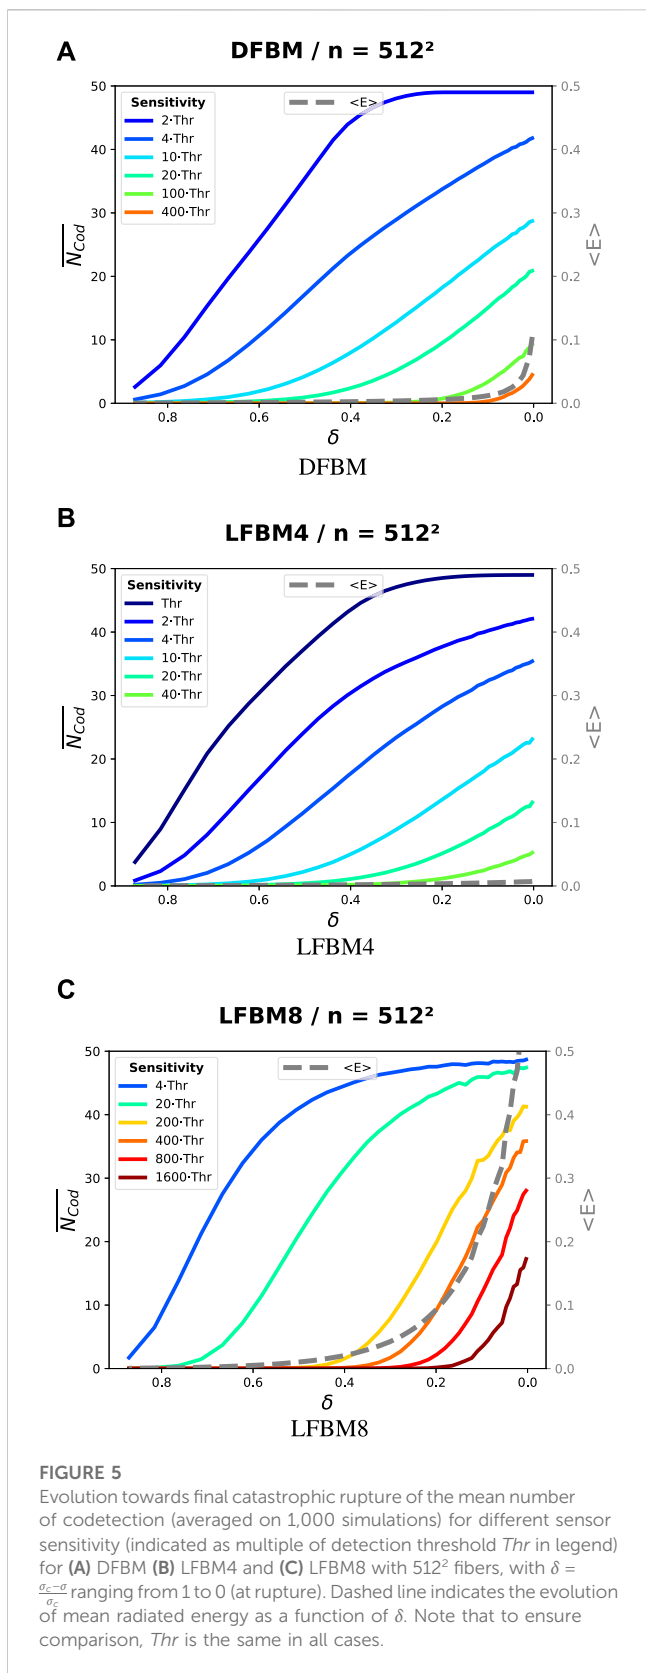 A
DFBM / n = 512²
Sensitivity
2·Thr
4·Thr
10·Thr
20·Thr
100·Thr
400·Thr
<E>
50
40
30
20
10
0
N_Cod
0.5
0.4
0.3
0.2
0.1
0.0
<E>
0.8 0.6 0.4 0.2 0.0
δ
DFBM
B
LFBM4 / n = 512²
Sensitivity
Thr
2·Thr
4·Thr
10·Thr
20·Thr
40·Thr
<E>
50
40
30
20
10
0
N_Cod
0.5
0.4
0.3
0.2
0.1
0.0
<E>
0.8 0.6 0.4 0.2 0.0
δ
LFBM4
C
LFBM8 / n = 512²
Sensitivity
4·Thr
20·Thr
200·Thr
400·Thr
800·Thr
1600·Thr
<E>
50
40
30
20
10
0
N_Cod
0.5
0.4
0.3
0.2
0.1
0.0
<E>
0.8 0.6 0.4 0.2 0.0
δ
LFBM8
FIGURE 5
Evolution towards final catastrophic rupture of the mean number
of codetection (averaged on 1,000 simulations) for different sensor
sensitivity (indicated as multiple of detection threshold Thr in legend)
for (A) DFBM (B) LFBM4 and (C) LFBM8 with 512² fibers, with δ =
(σc−σ)/σc ranging from 1 to 0 (at rupture). Dashed line indicates the evolution
of mean radiated energy as a function of δ. Note that to ensure
comparison, Thr is the same in all cases.